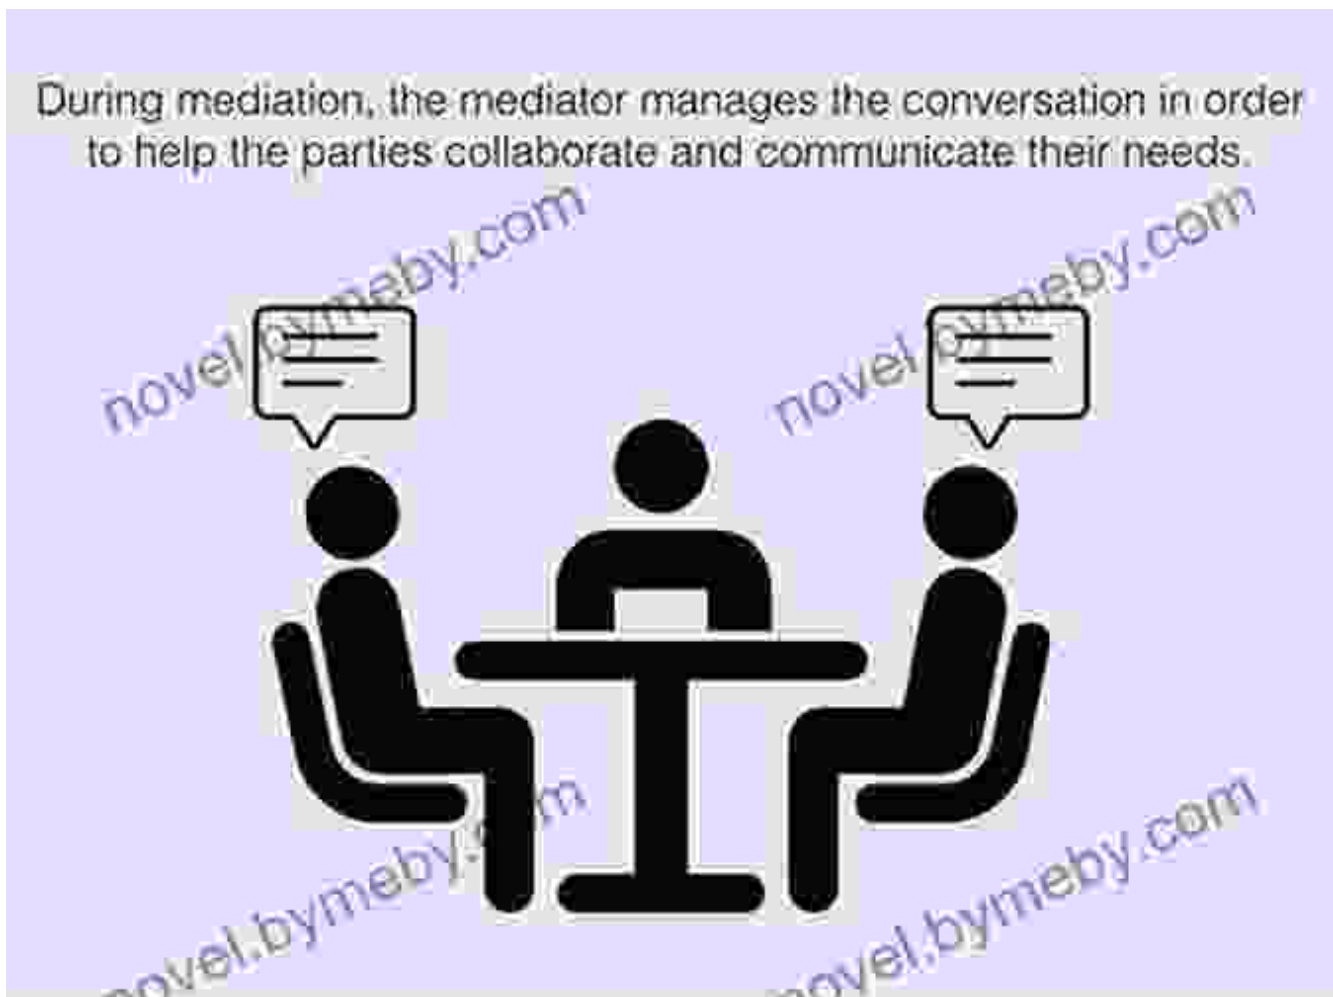 During mediation, the mediator manages the conversation in order
to help the parties collaborate and communicate their needs.
novel.bymeby.com
novel.bymeby.com
novel.bymeby.com
novel.bymeby.com